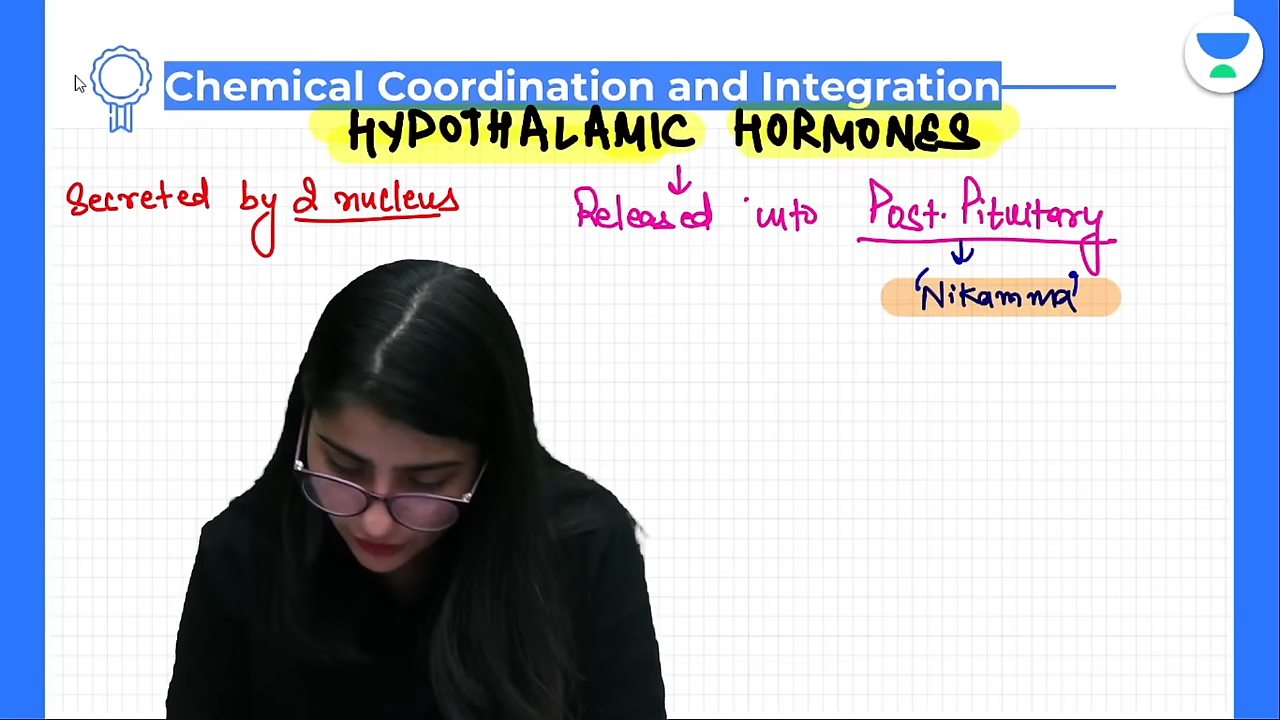 Chemical Coordination and Integration
HYPOTHALAMIC HORMONES
Secreted by 2 nucleus
Released into Post. Pituitary
'Nikamma'